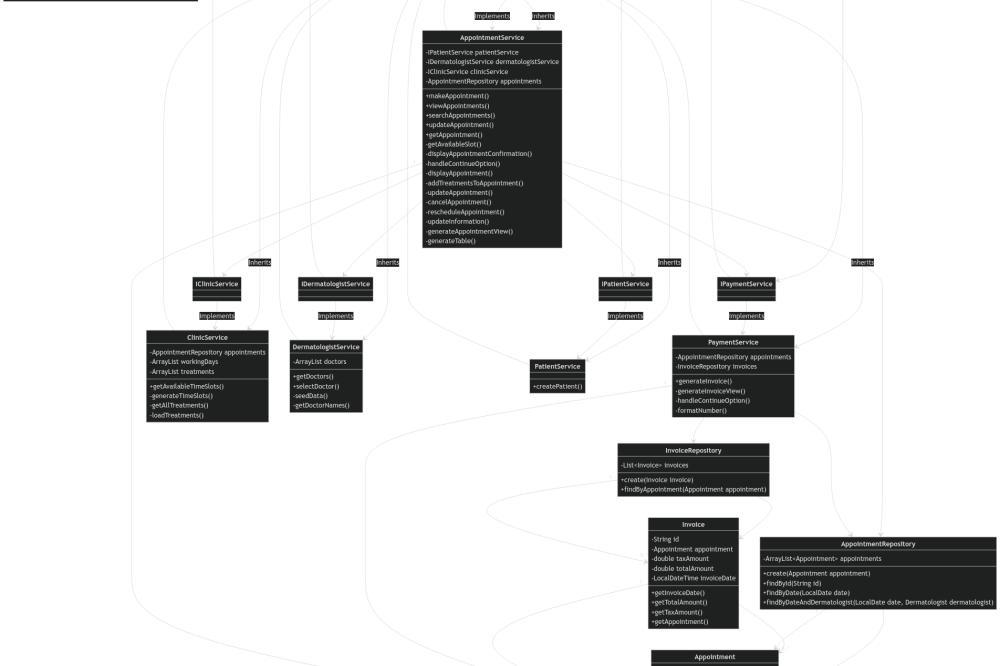 Implements
Inherits
AppointmentService
-IPatientService patientService
-IDermatologistService dermatologistService
-IClinicService clinicService
-AppointmentRepository appointments
+makeAppointment()
+viewAppointments()
+searchAppointments()
+updateAppointment()
+getAppointment()
-getAvailableSlot()
-displayAppointmentConfirmation()
-handleContinueOption()
-displayAppointment()
-addTreatmentsToAppointment()
-updateAppointment()
-cancelAppointment()
-rescheduleAppointment()
-updateInformation()
-generateAppointmentView()
-generateTable()
Inherits
Inherits
Inherits
Inherits
IClinicService
IDermatologistService
IPatientService
IPaymentService
Implements
Implements
Implements
Implements
ClinicService
-AppointmentRepository appointments
-ArrayList workingDays
-ArrayList treatments
+getAvailableTimeSlots()
-generateTimeSlots()
-getAllTreatments()
-loadTreatments()
DermatologistService
-ArrayList doctors
+getDoctors()
+selectDoctor()
-seedData()
-getDoctorNames()
PatientService
+createPatient()
PaymentService
-AppointmentRepository appointments
-InvoiceRepository invoices
+generateInvoice()
-generateInvoiceView()
-handleContinueOption()
-formatNumber()
InvoiceRepository
-List<Invoice> invoices
+create(Invoice invoice)
+findByAppointment(Appointment appointment)
Invoice
-String id
-Appointment appointment
-double taxAmount
-double totalAmount
-LocalDateTime invoiceDate
+getInvoiceDate()
+getTotalAmount()
+getTaxAmount()
+getAppointment()
AppointmentRepository
-ArrayList<Appointment> appointments
+create(Appointment appointment)
+findById(String id)
+findByDate(LocalDate date)
+findByDateAndDermatologist(LocalDate date, Dermatologist dermatologist)
Appointment